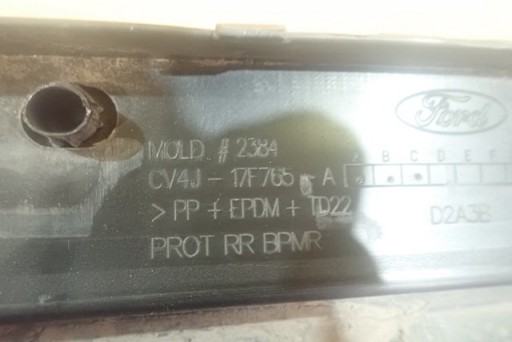 Ford
MOLD # 2384
A B C D E F
CV4J - 17F765 - A
> PP + EPDM + TD22
D2A3B
PROT RR BPMR